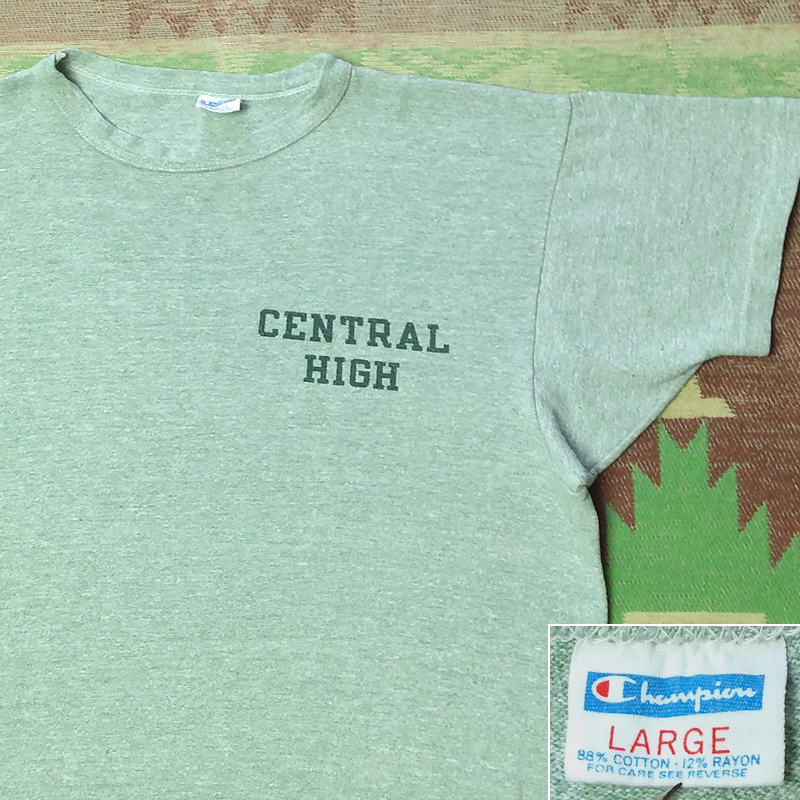 CENTRAL
HIGH
Champion
LARGE
88% COTTON · 12% RAYON
FOR CARE SEE REVERSE